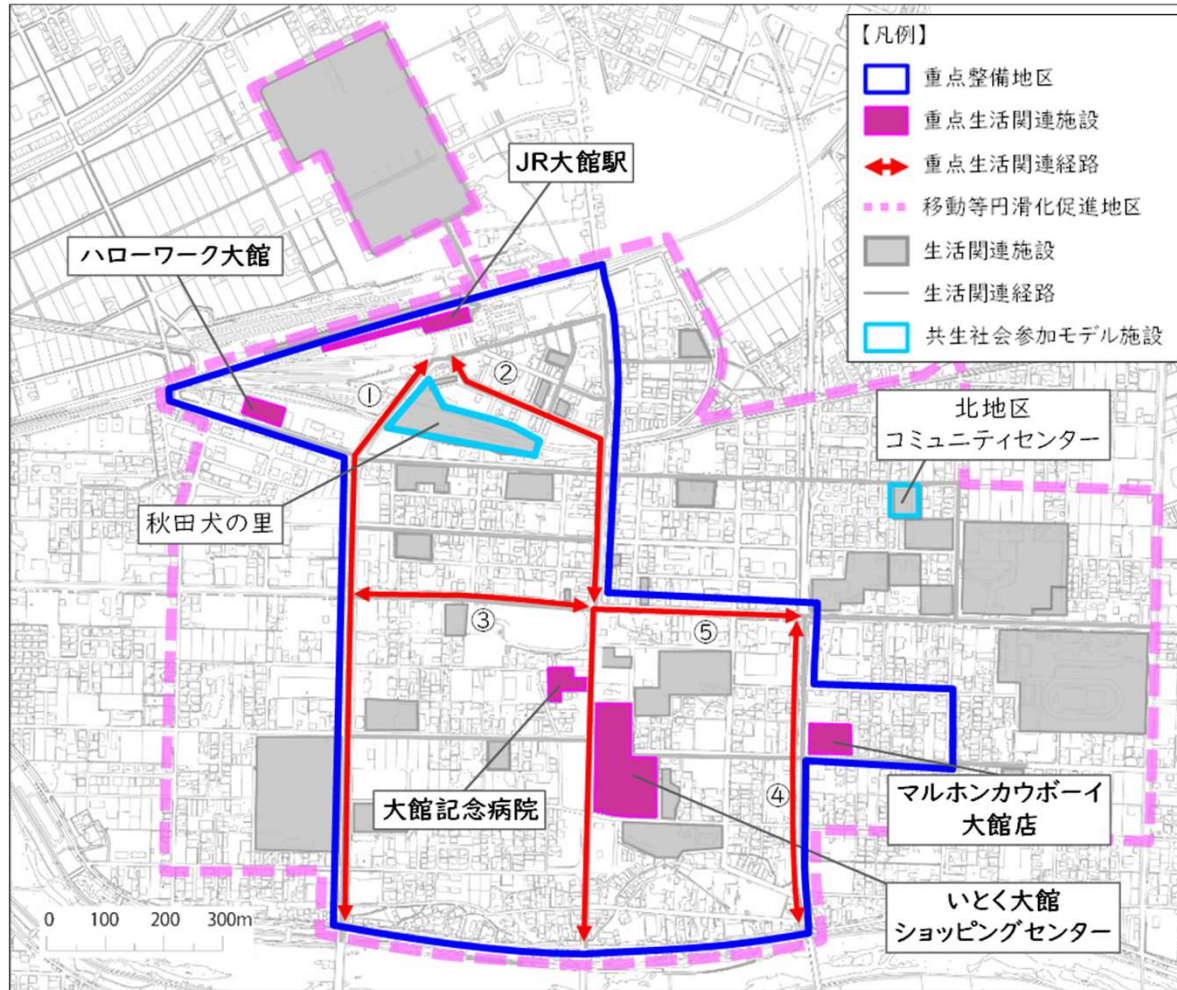 【凡例】
重点整備地区
重点生活関連施設
重点生活関連経路
移動等円滑化促進地区
生活関連施設
生活関連経路
共生社会参加モデル施設
JR大館駅
ハローワーク大館
①
②
北地区
コミュニティセンター
秋田犬の里
③
⑤
大館記念病院
④
マルホンカウボーイ
大館店
いとく大館
ショッピングセンター
0 100 200 300m